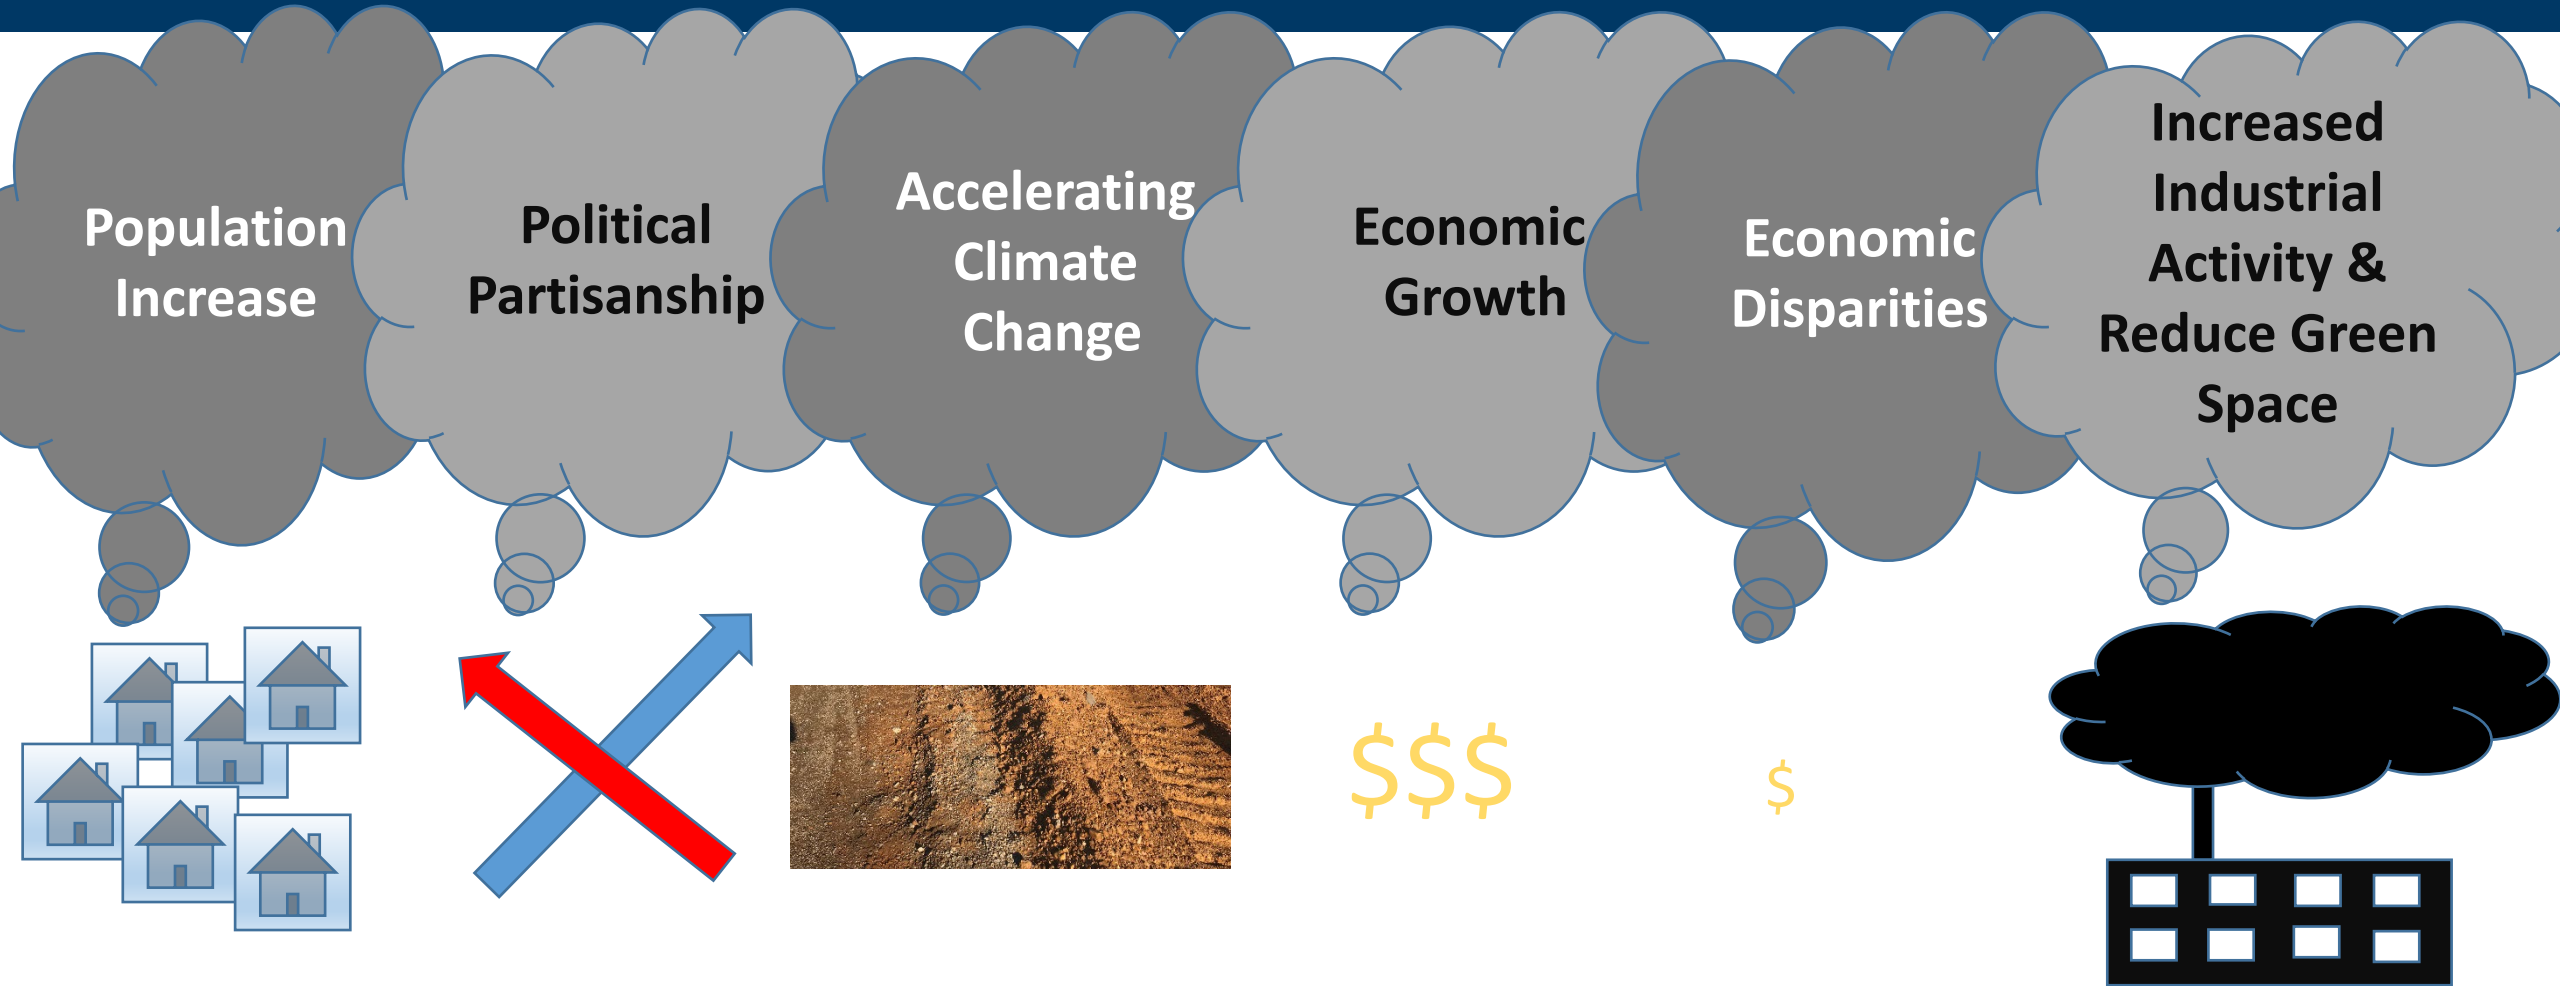 Population
Increase
Political
Partisanship
Accelerating
Climate
Change
Economic
Growth
Economic
Disparities
Increased
Industrial
Activity &
Reduce Green
Space
$$$
$